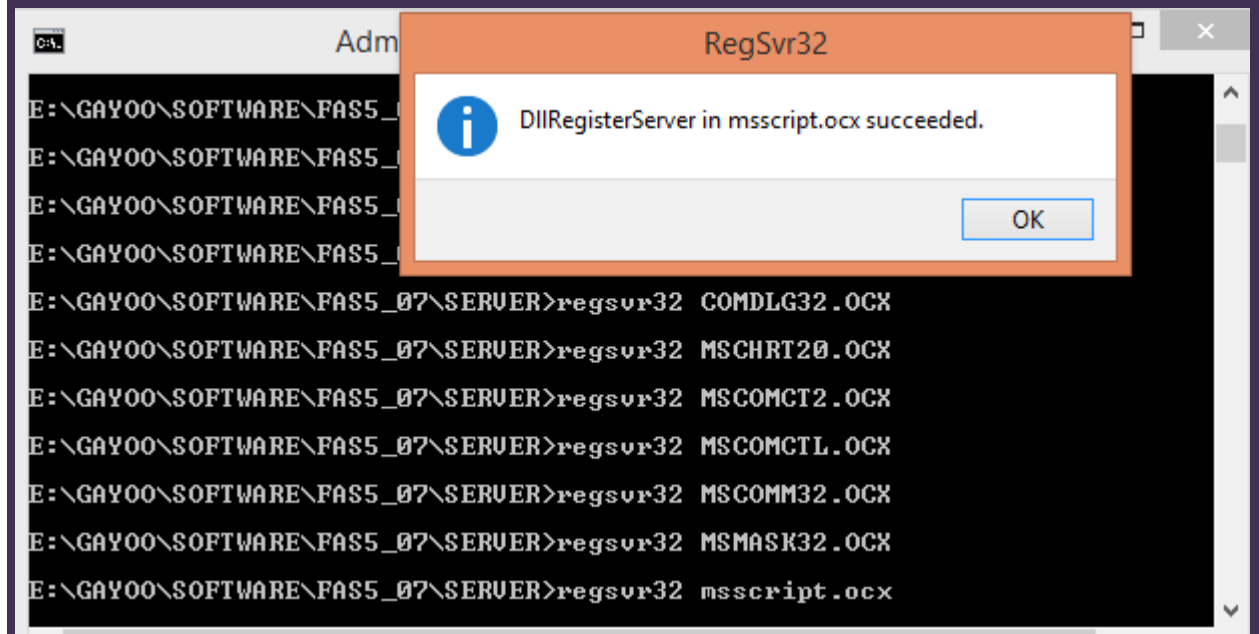 C:\.
Adm
RegSvr32
DllRegisterServer in msscript.ocx succeeded.
OK
E:\GAYOO\SOFTWARE\FAS5_
E:\GAYOO\SOFTWARE\FAS5_
E:\GAYOO\SOFTWARE\FAS5_
E:\GAYOO\SOFTWARE\FAS5_
E:\GAYOO\SOFTWARE\FAS5_07\SERVER>regsvr32 COMDLG32.OCX
E:\GAYOO\SOFTWARE\FAS5_07\SERVER>regsvr32 MSCHRT20.OCX
E:\GAYOO\SOFTWARE\FAS5_07\SERVER>regsvr32 MSCOMCT2.OCX
E:\GAYOO\SOFTWARE\FAS5_07\SERVER>regsvr32 MSCOMCTL.OCX
E:\GAYOO\SOFTWARE\FAS5_07\SERVER>regsvr32 MSCOMM32.OCX
E:\GAYOO\SOFTWARE\FAS5_07\SERVER>regsvr32 MSMASK32.OCX
E:\GAYOO\SOFTWARE\FAS5_07\SERVER>regsvr32 msscript.ocx